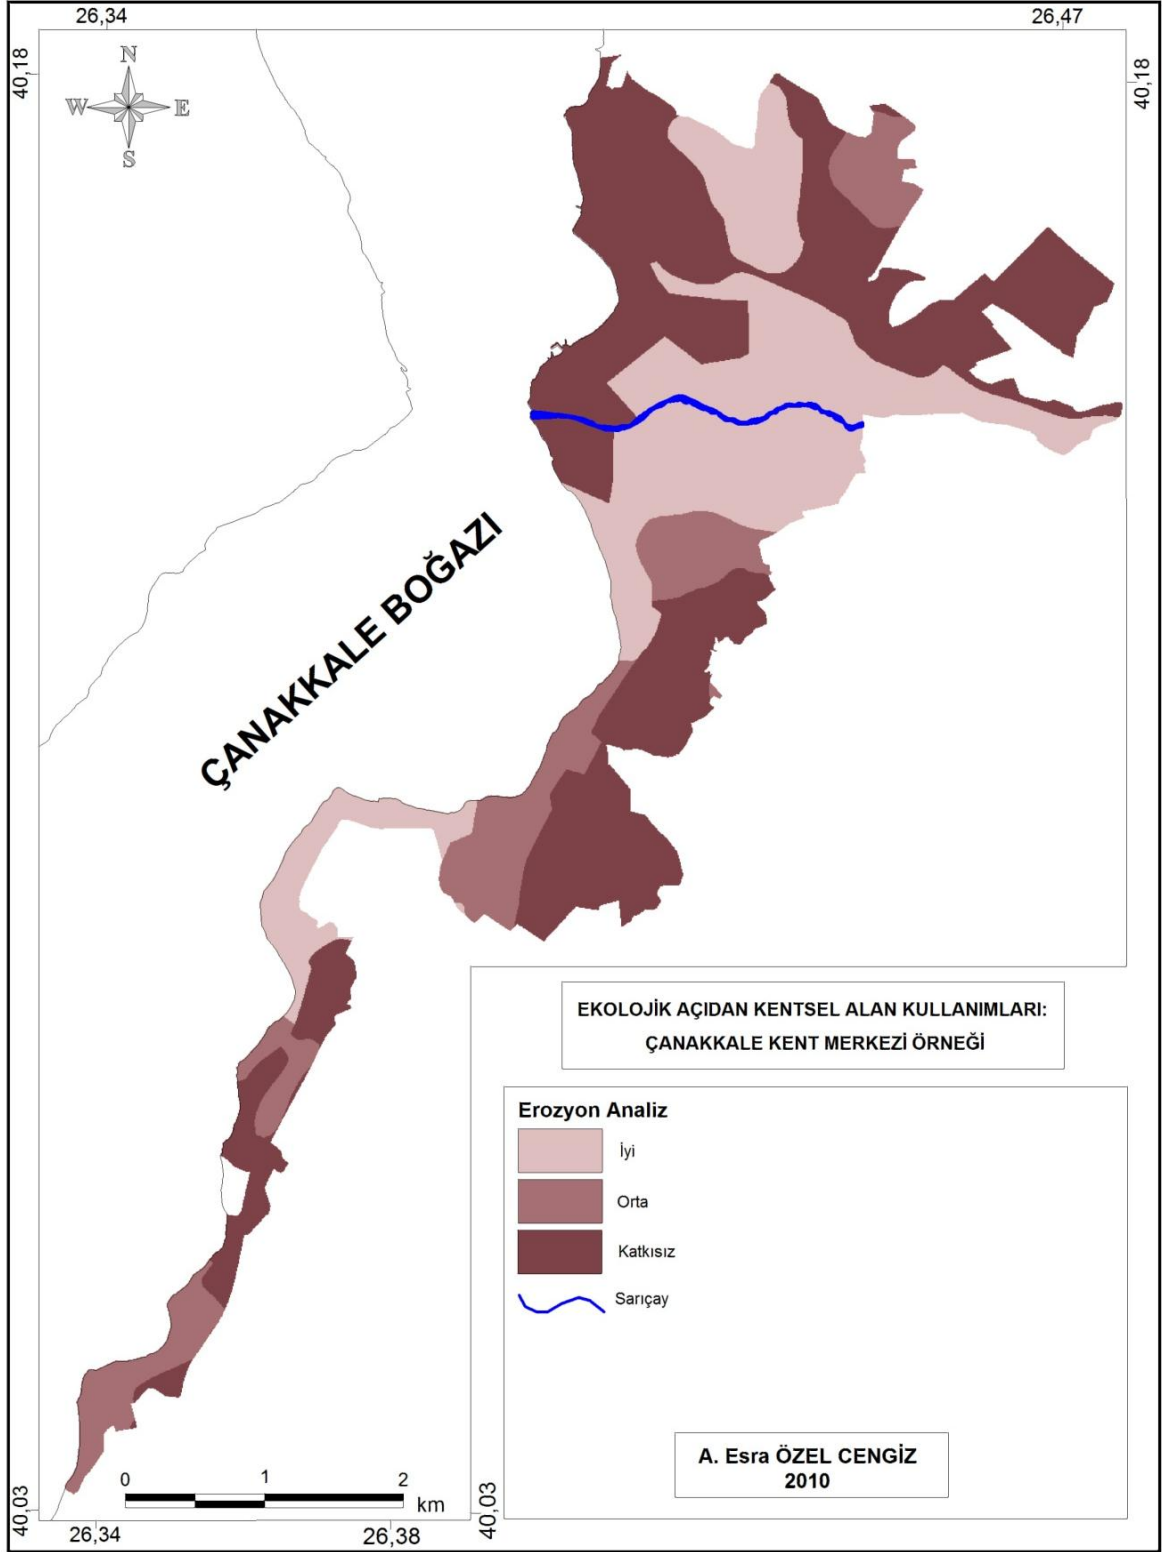 26,34
26,47
40,18
40,18
N
W E
S
ÇANAKKALE BOĞAZI
EKOLOJİK AÇIDAN KENTSEL ALAN KULLANIMLARI:
ÇANAKKALE KENT MERKEZİ ÖRNEĞİ
Erozyon Analiz
İyi
Orta
Katkısız
Sarıçay
A. Esra ÖZEL CENGİZ
2010
0 1 2
km
40,03
40,03
26,34
26,38